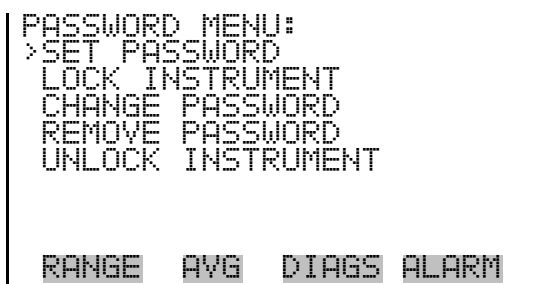 PASSWORD MENU:
>SET PASSWORD
LOCK INSTRUMENT
CHANGE PASSWORD
REMOVE PASSWORD
UNLOCK INSTRUMENT
RANGE AVG DIAGS ALARM